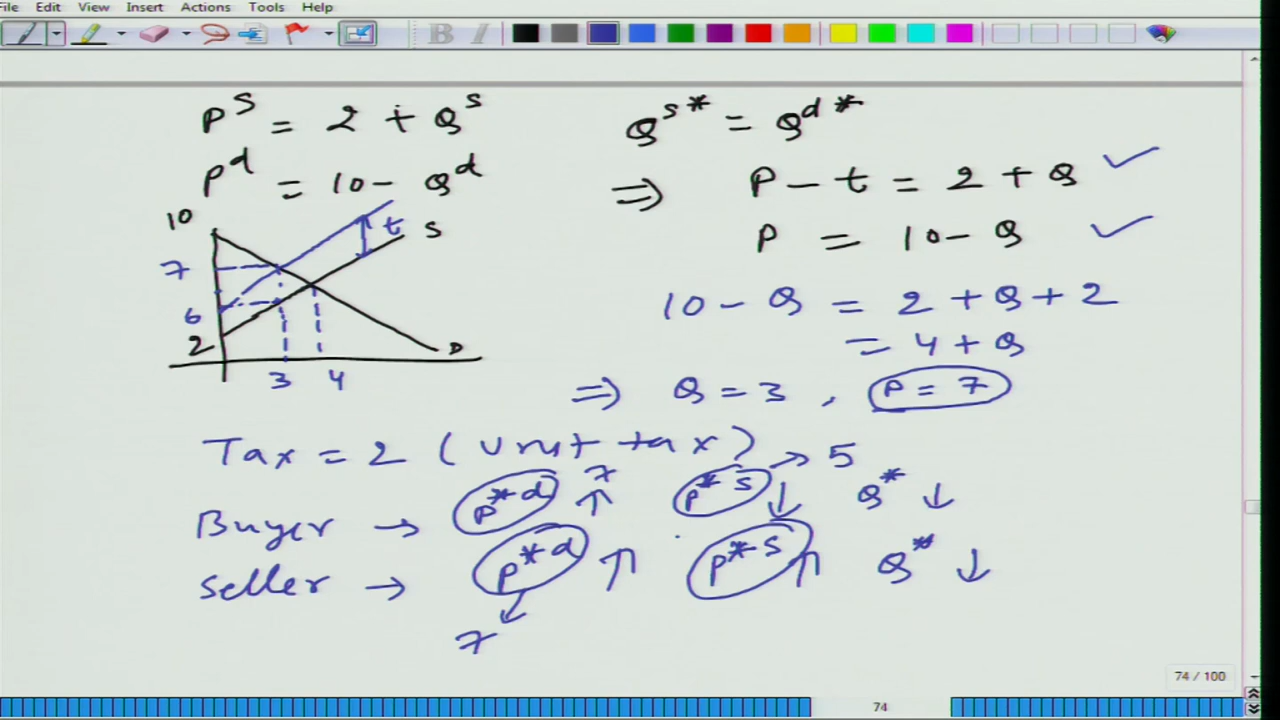 File Edit Insert Actions Tools Help
B I
P^S = 2 + Q^S
P^d = 10 - Q^d
10
7
6
2
t
S
D
3 4
Q^S* = Q^d*
⇒ P - t = 2 + Q ✓
P = 10 - Q ✓
10 - Q = 2 + Q + 2
= 4 + Q
⇒ Q = 3 , P = 7
Tax = 2 (Unit tax)
Buyer → P*^d ↑ 7 P*^S ↓ → 5 Q* ↓
Seller → P*^d ↑ P*^S ↑ Q* ↓
7
74 / 100
74